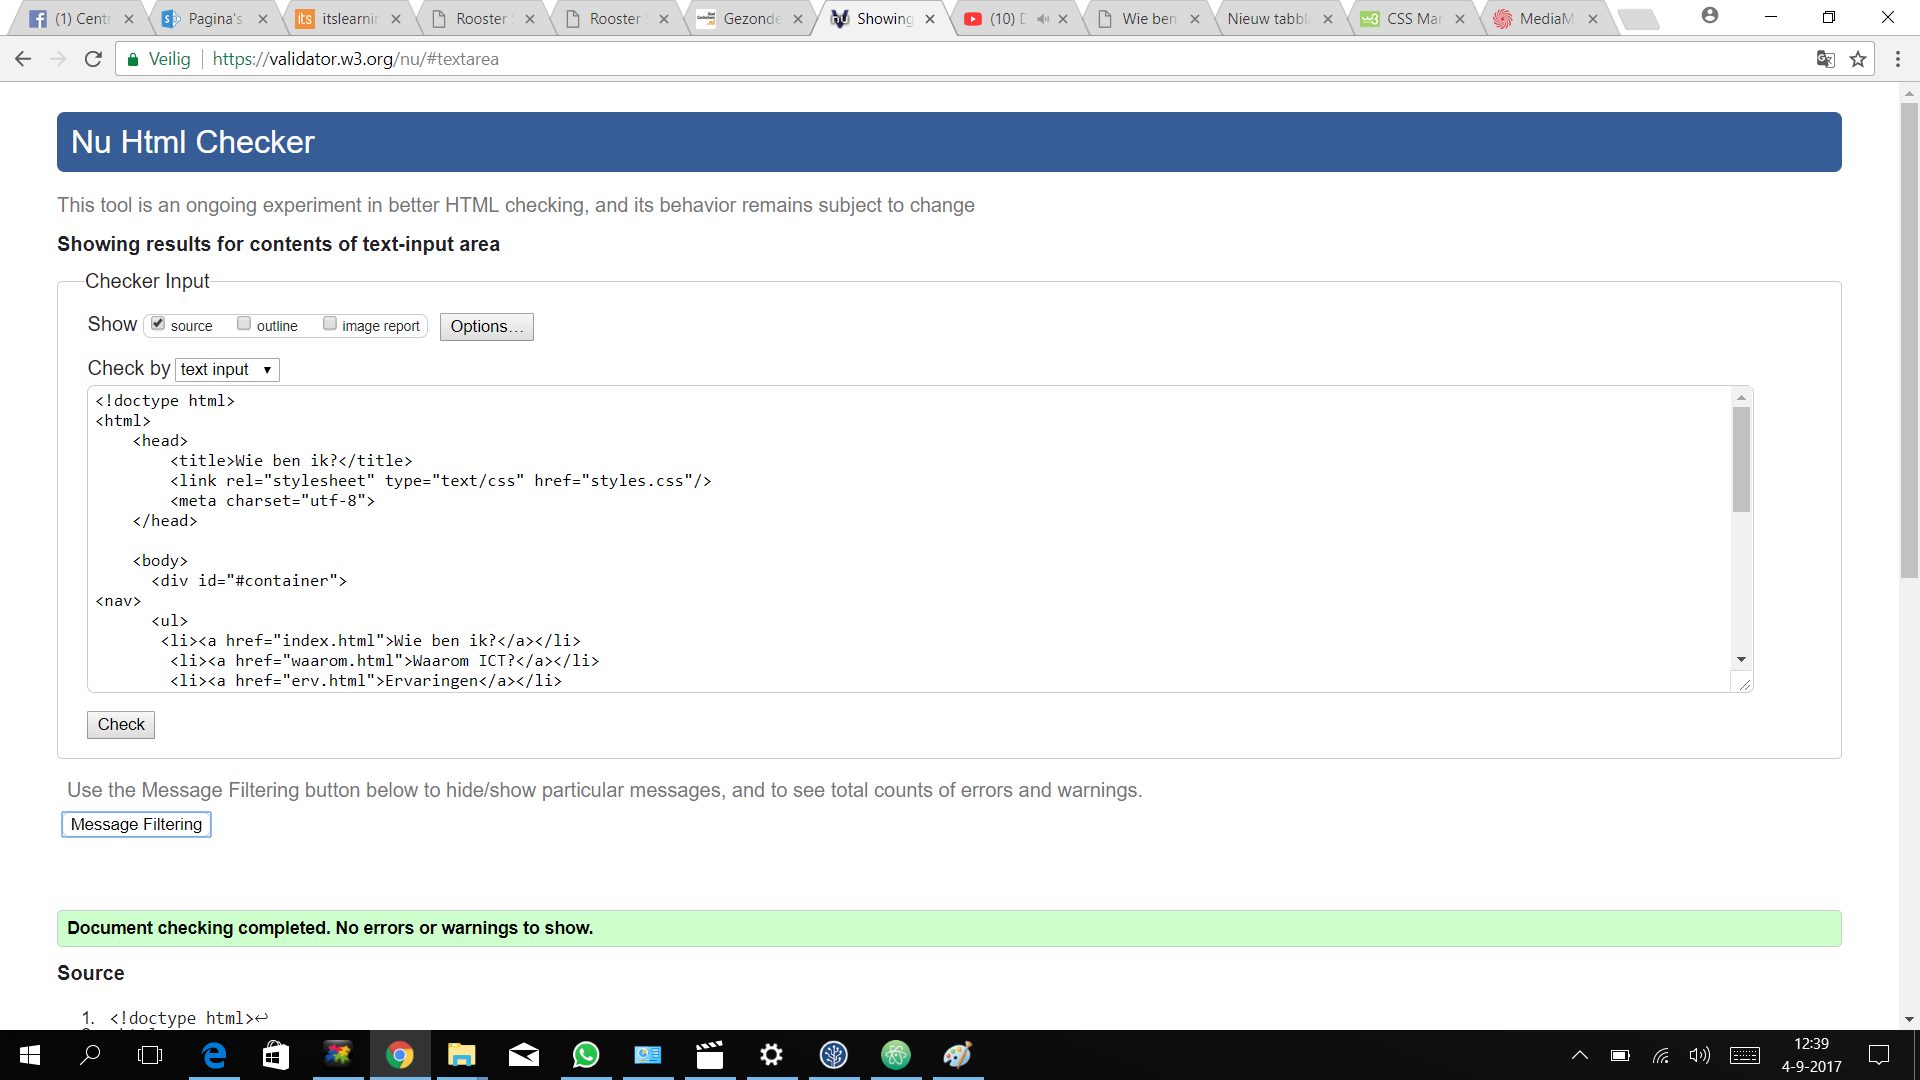 (1) Centr
Pagina's
itslearnin
Rooster
Rooster
Gezonde
Showing
(10) D
Wie ben
Nieuw tabbl
CSS Mar
MediaM
Veilig
https://validator.w3.org/nu/#textarea
Nu Html Checker
This tool is an ongoing experiment in better HTML checking, and its behavior remains subject to change
Showing results for contents of text-input area
Checker Input
Show source outline image report Options...
Check by text input
<!doctype html>
<html>
<head>
<title>Wie ben ik?</title>
<link rel="stylesheet" type="text/css" href="styles.css"/>
<meta charset="utf-8">
</head>
<body>
<div id="#container">
<nav>
<ul>
<li><a href="index.html">Wie ben ik?</a></li>
<li><a href="waarom.html">Waarom ICT?</a></li>
<li><a href="erv.html">Ervaringen</a></li>
Check
Use the Message Filtering button below to hide/show particular messages, and to see total counts of errors and warnings.
Message Filtering
Document checking completed. No errors or warnings to show.
Source
1. <!doctype html>↩
12:39
4-9-2017